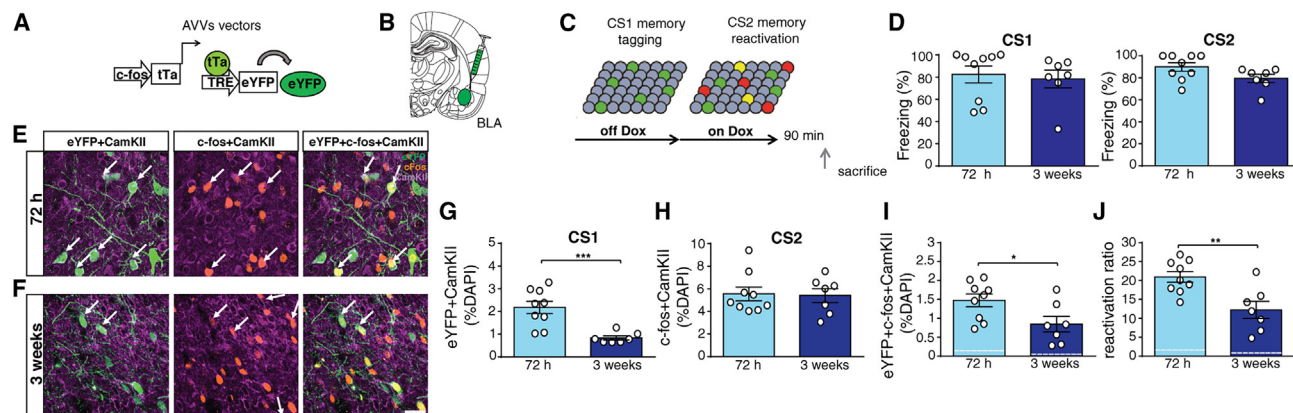 A
AVVs vectors
c-fos
tTa
tTa
TRE
eYFP
eYFP
B
BLA
C
CS1 memory
tagging
CS2 memory
reactivation
off Dox
on Dox
90 min
sacrifice
D
CS1
Freezing (%)
100
80
60
40
20
0
72 h
3 weeks
CS2
Freezing (%)
100
80
60
40
20
0
72 h
3 weeks
E
eYFP+CamKII
c-fos+CamKII
eYFP+c-fos+CamKII
eYFP
cFos
CamKII
72 h
F
3 weeks
G
CS1
eYFP+CamKII
(%DAPI)
5
4
3
2
1
0
***
72 h
3 weeks
H
CS2
c-fos+CamKII
(%DAPI)
10
8
6
4
2
0
72 h
3 weeks
I
eYFP+c-fos+CamKII
(%DAPI)
3
2.5
2
1.5
1
0.5
0
*
72 h
3 weeks
J
reactivation ratio
30
25
20
15
10
5
0
**
72 h
3 weeks